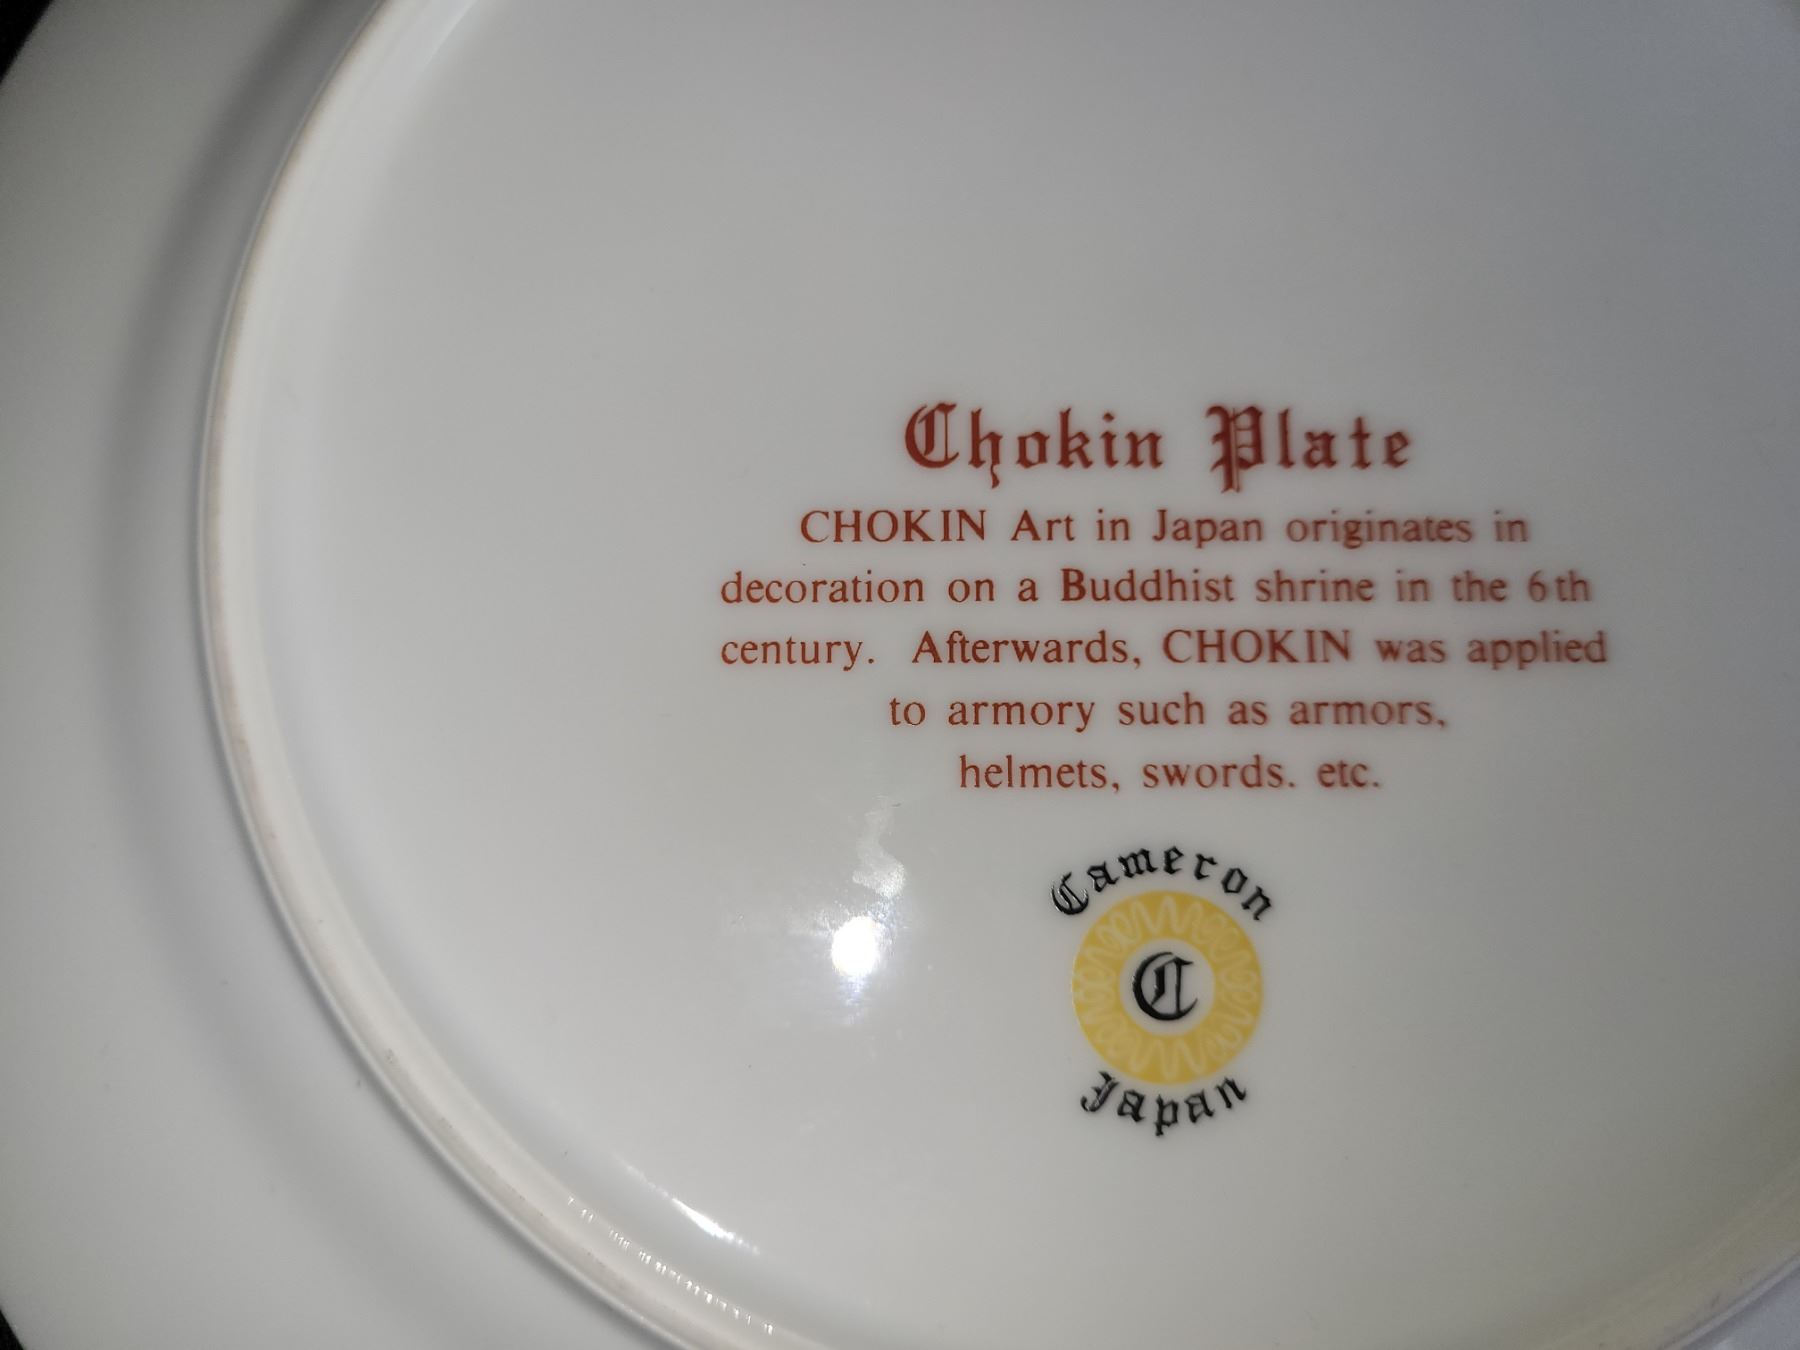 Chokin Plate
CHOKIN Art in Japan originates in
decoration on a Buddhist shrine in the 6th
century. Afterwards, CHOKIN was applied
to armory such as armors,
helmets, swords. etc.
Cameron
C
Japan